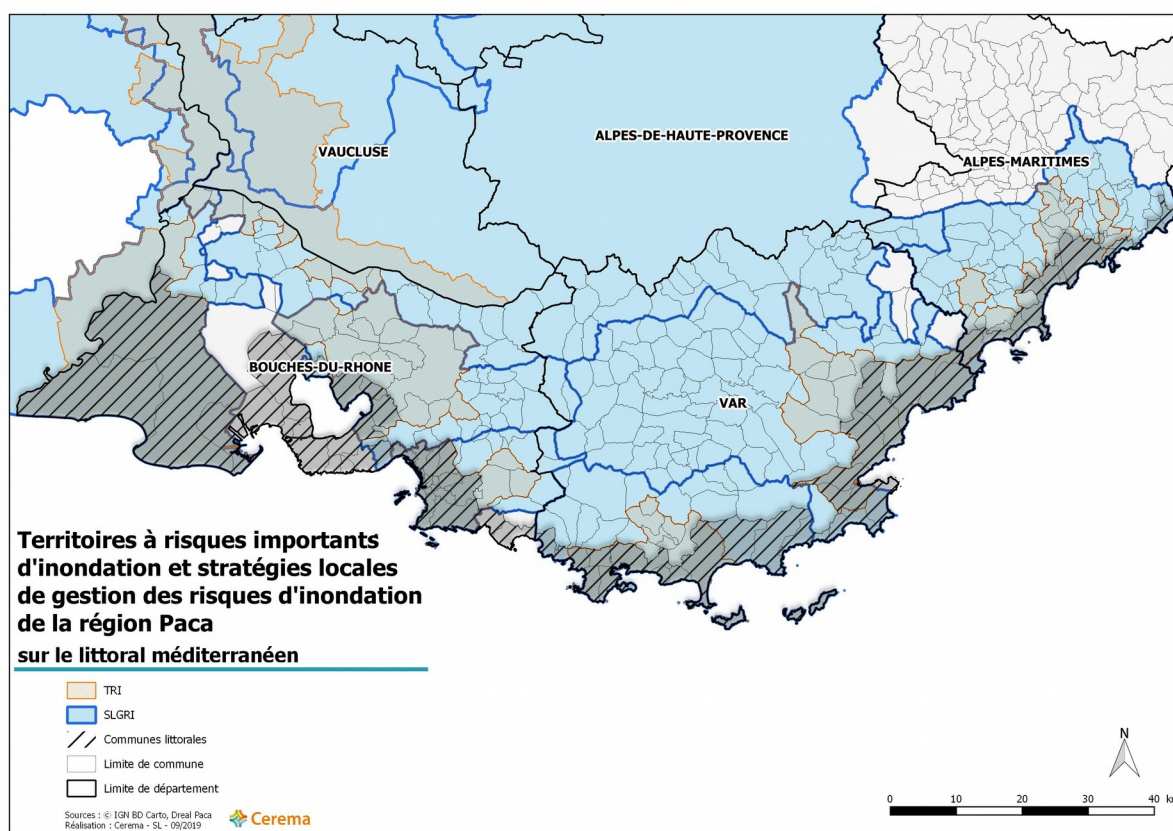 VAUCLUSE
ALPES-DE-HAUTE-PROVENCE
ALPES-MARITIMES
BOUCHES-DU-RHONE
VAR
Territoires à risques importants
d'inondation et stratégies locales
de gestion des risques d'inondation
de la région Paca
sur le littoral méditerranéen
TRI
SLGRI
Communes littorales
Limite de commune
Limite de département
Sources : © IGN BD Carto, Dreal Paca
Réalisation : Cerema - SL - 09/2019
Cerema
N
0 10 20 30 40 km